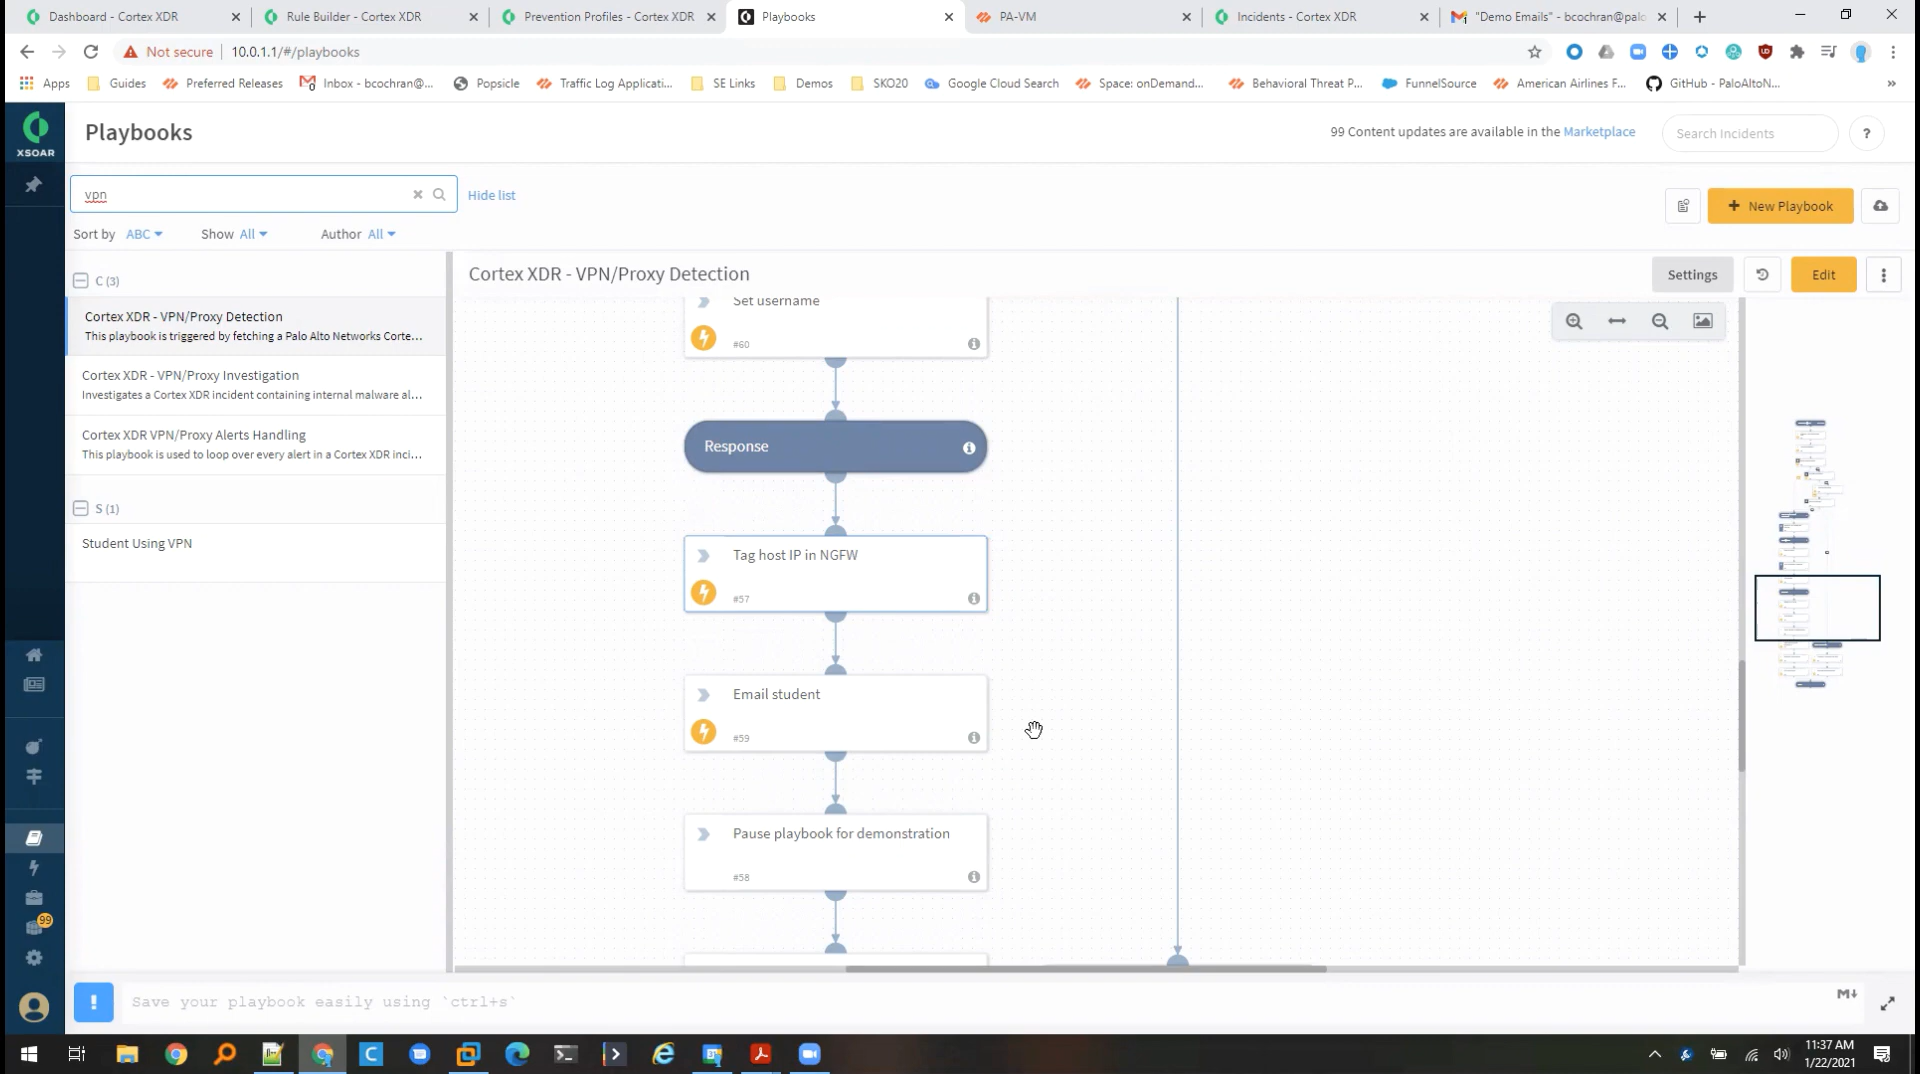 Dashboard - Cortex XDR
Rule Builder - Cortex XDR
Prevention Profiles - Cortex XDR
Playbooks
PA-VM
Incidents - Cortex XDR
"Demo Emails" - bcochran@palo
Not secure
10.0.1.1/#/playbooks
Apps
Guides
Preferred Releases
Inbox - bcochran@...
Popsicle
Traffic Log Applicati...
SE Links
Demos
SKO20
Google Cloud Search
Space: onDemand...
Behavioral Threat P...
FunnelSource
American Airlines F...
GitHub - PaloAltoN...
»
XSOAR
Playbooks
99 Content updates are available in the Marketplace
Search Incidents
?
vpn
Hide list
+ New Playbook
Sort by ABC
Show All
Author All
C (3)
Cortex XDR - VPN/Proxy Detection
This playbook is triggered by fetching a Palo Alto Networks Corte...
Cortex XDR - VPN/Proxy Investigation
Investigates a Cortex XDR incident containing internal malware al...
Cortex XDR VPN/Proxy Alerts Handling
This playbook is used to loop over every alert in a Cortex XDR inci...
S (1)
Student Using VPN
Cortex XDR - VPN/Proxy Detection
Settings
Edit
Set username
#60
Response
Tag host IP in NGFW
#57
Email student
#59
Pause playbook for demonstration
#58
99
!
Save your playbook easily using `ctrl+s`
M↓
11:37 AM
1/22/2021